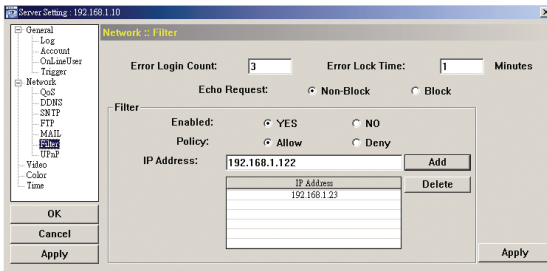 Server Setting : 192.168.1.10
General
Log
Account
OnLineUser
Trigger
Network
QoS
DDNS
SNTP
FTP
MAIL
Filter
UPnP
Video
Color
Time
OK
Cancel
Apply
Network :: Filter
Error Login Count: 3 Error Lock Time: 1 Minutes
Echo Request: Non-Block Block
Filter
Enabled: YES NO
Policy: Allow Deny
IP Address: 192.168.1.122 Add
IP Address Delete
192.168.1.23
Apply